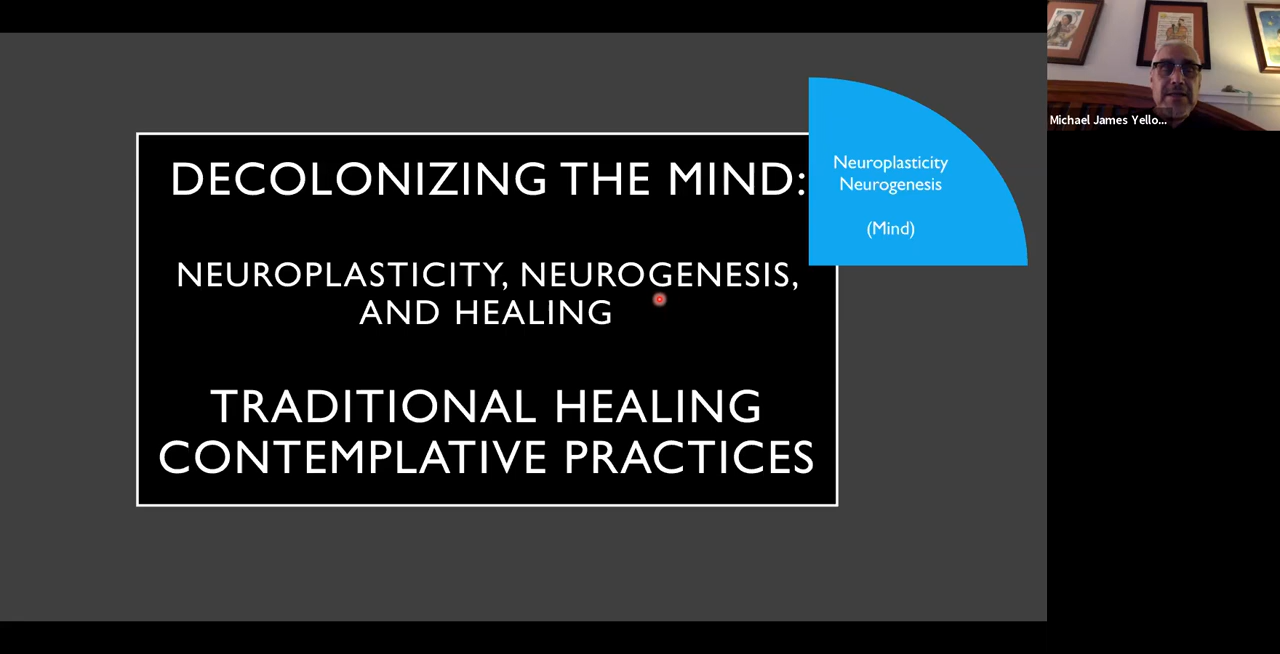 DECOLONIZING THE MIND:
NEUROPLASTICITY, NEUROGENESIS,
AND HEALING
TRADITIONAL HEALING
CONTEMPLATIVE PRACTICES
Neuroplasticity
Neurogenesis
(Mind)
Michael James Yello...